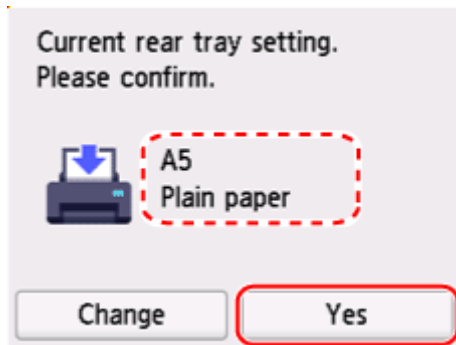 Current rear tray setting.
Please confirm.
A5
Plain paper
Change
Yes